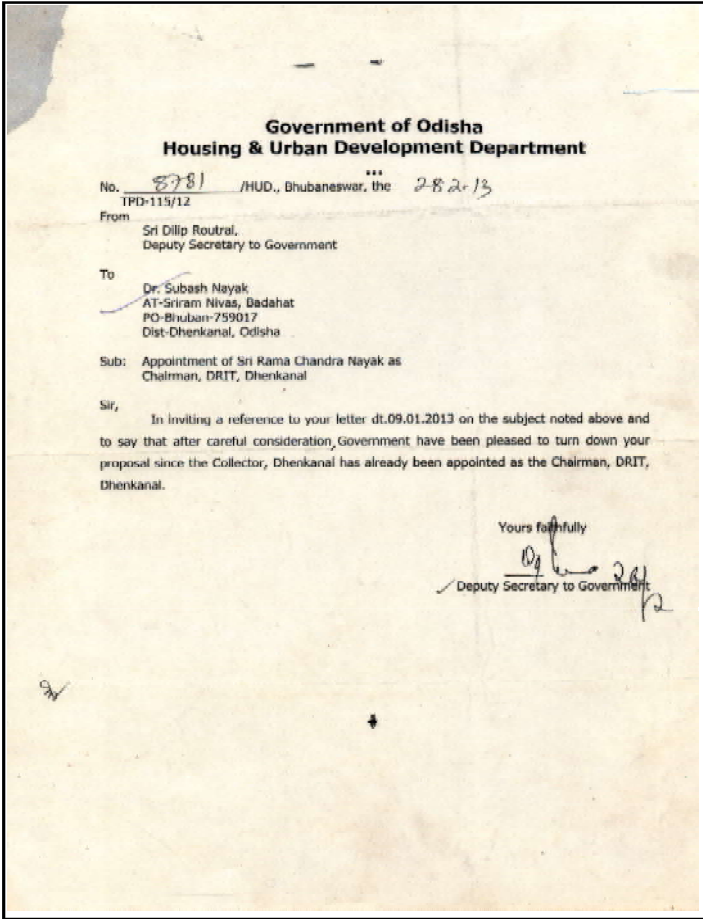 Government of Odisha
Housing & Urban Development Department
***
No. 8781 /HUD., Bhubaneswar, the 28.2.13
TPD-115/12
From
Sri Dilip Routrai,
Deputy Secretary to Government
To
Dr. Subash Nayak
AT-Sriram Nivas, Badahat
PO-Bhuban-759017
Dist-Dhenkanal, Odisha
Sub: Appointment of Sri Rama Chandra Nayak as
Chairman, DRIT, Dhenkanal
Sir,
In inviting a reference to your letter dt.09.01.2013 on the subject noted above and
to say that after careful consideration, Government have been pleased to turn down your
proposal since the Collector, Dhenkanal has already been appointed as the Chairman, DRIT,
Dhenkanal.
Yours faithfully
28/2
Deputy Secretary to Government